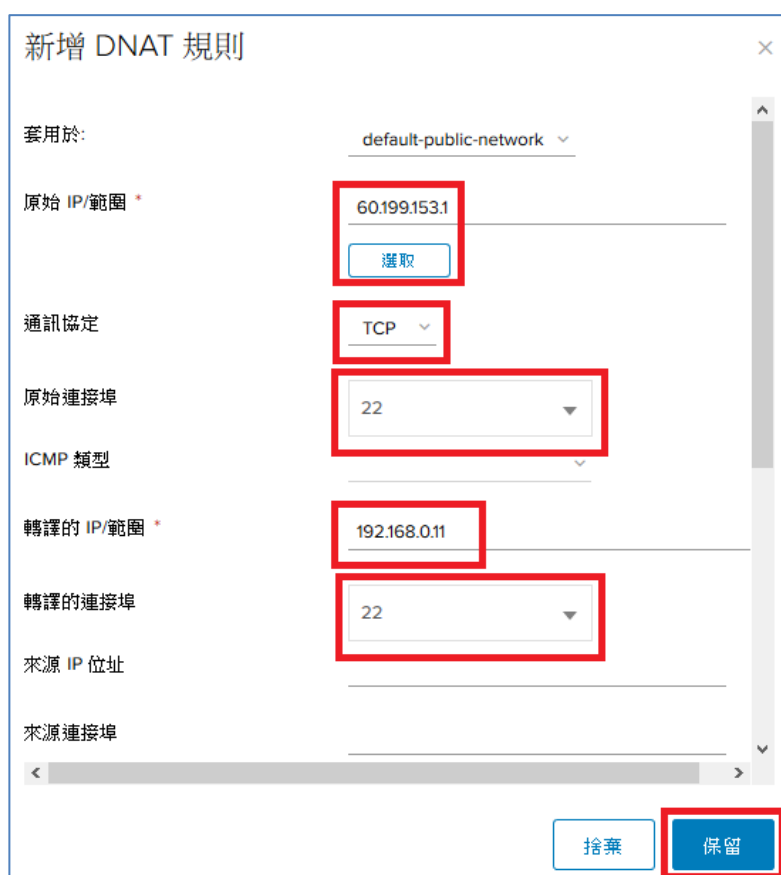 新增 DNAT 規則
套用於:
default-public-network
原始 IP/範圍 *
60.199.153.1
選取
通訊協定
TCP
原始連接埠
22
ICMP 類型
轉譯的 IP/範圍 *
192.168.0.11
轉譯的連接埠
22
來源 IP 位址
來源連接埠
捨棄
保留